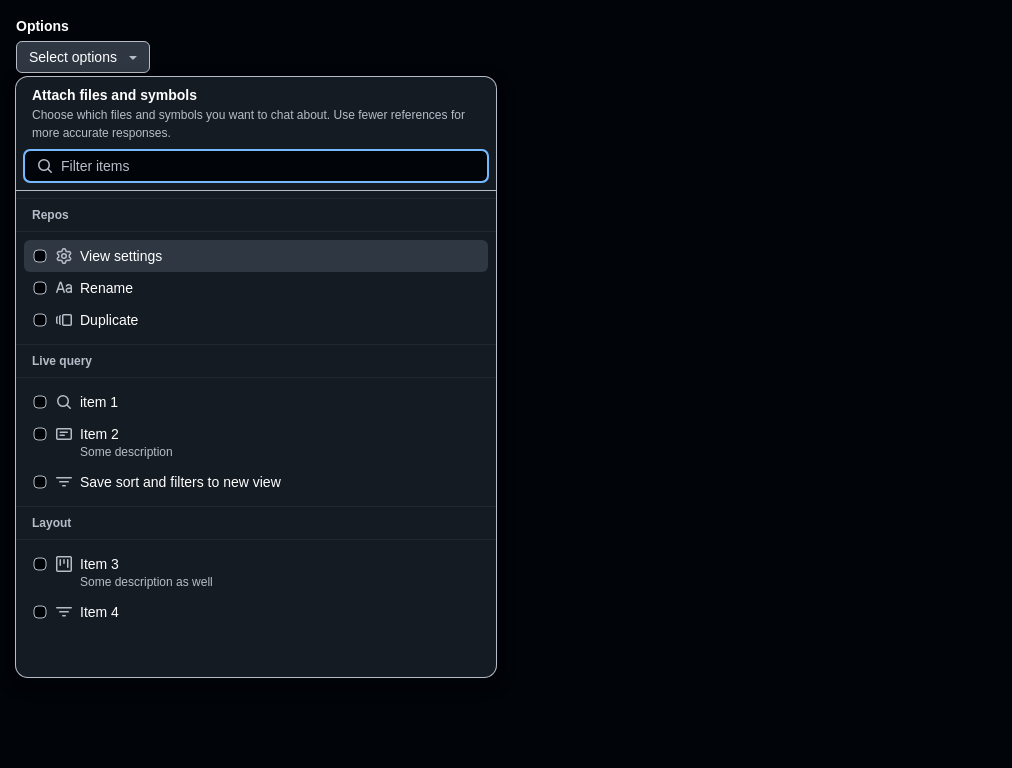 Options
Select options
Attach files and symbols
Choose which files and symbols you want to chat about. Use fewer references for
more accurate responses.
Filter items
Repos
View settings
Rename
Duplicate
Live query
item 1
Item 2
Some description
Save sort and filters to new view
Layout
Item 3
Some description as well
Item 4